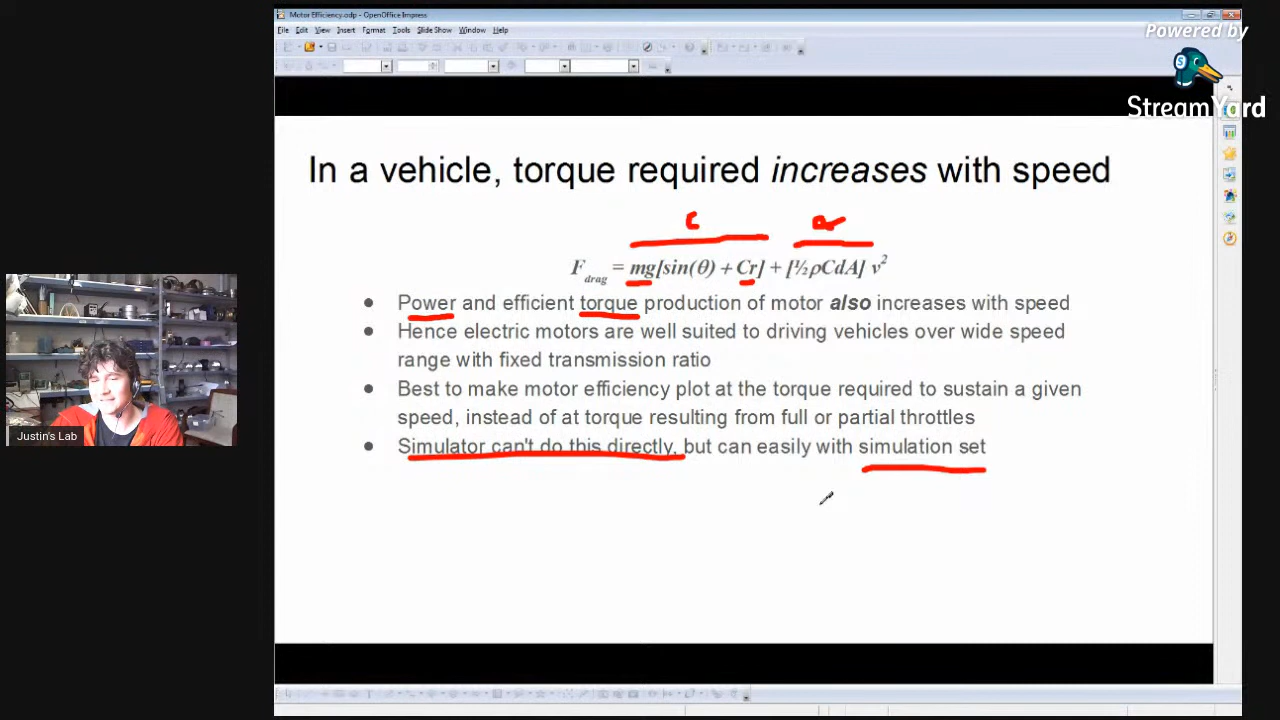 Motor Efficiency.odp - OpenOffice Impress
File Edit View Insert Format Tools Slide Show Window Help
Powered by
StreamYard
In a vehicle, torque required increases with speed
F drag = mg[sin(θ) + Cr] + [½ρCdA] v²
● Power and efficient torque production of motor also increases with speed
● Hence electric motors are well suited to driving vehicles over wide speed
range with fixed transmission ratio
● Best to make motor efficiency plot at the torque required to sustain a given
speed, instead of at torque resulting from full or partial throttles
● Simulator can't do this directly, but can easily with simulation set
Justin's Lab